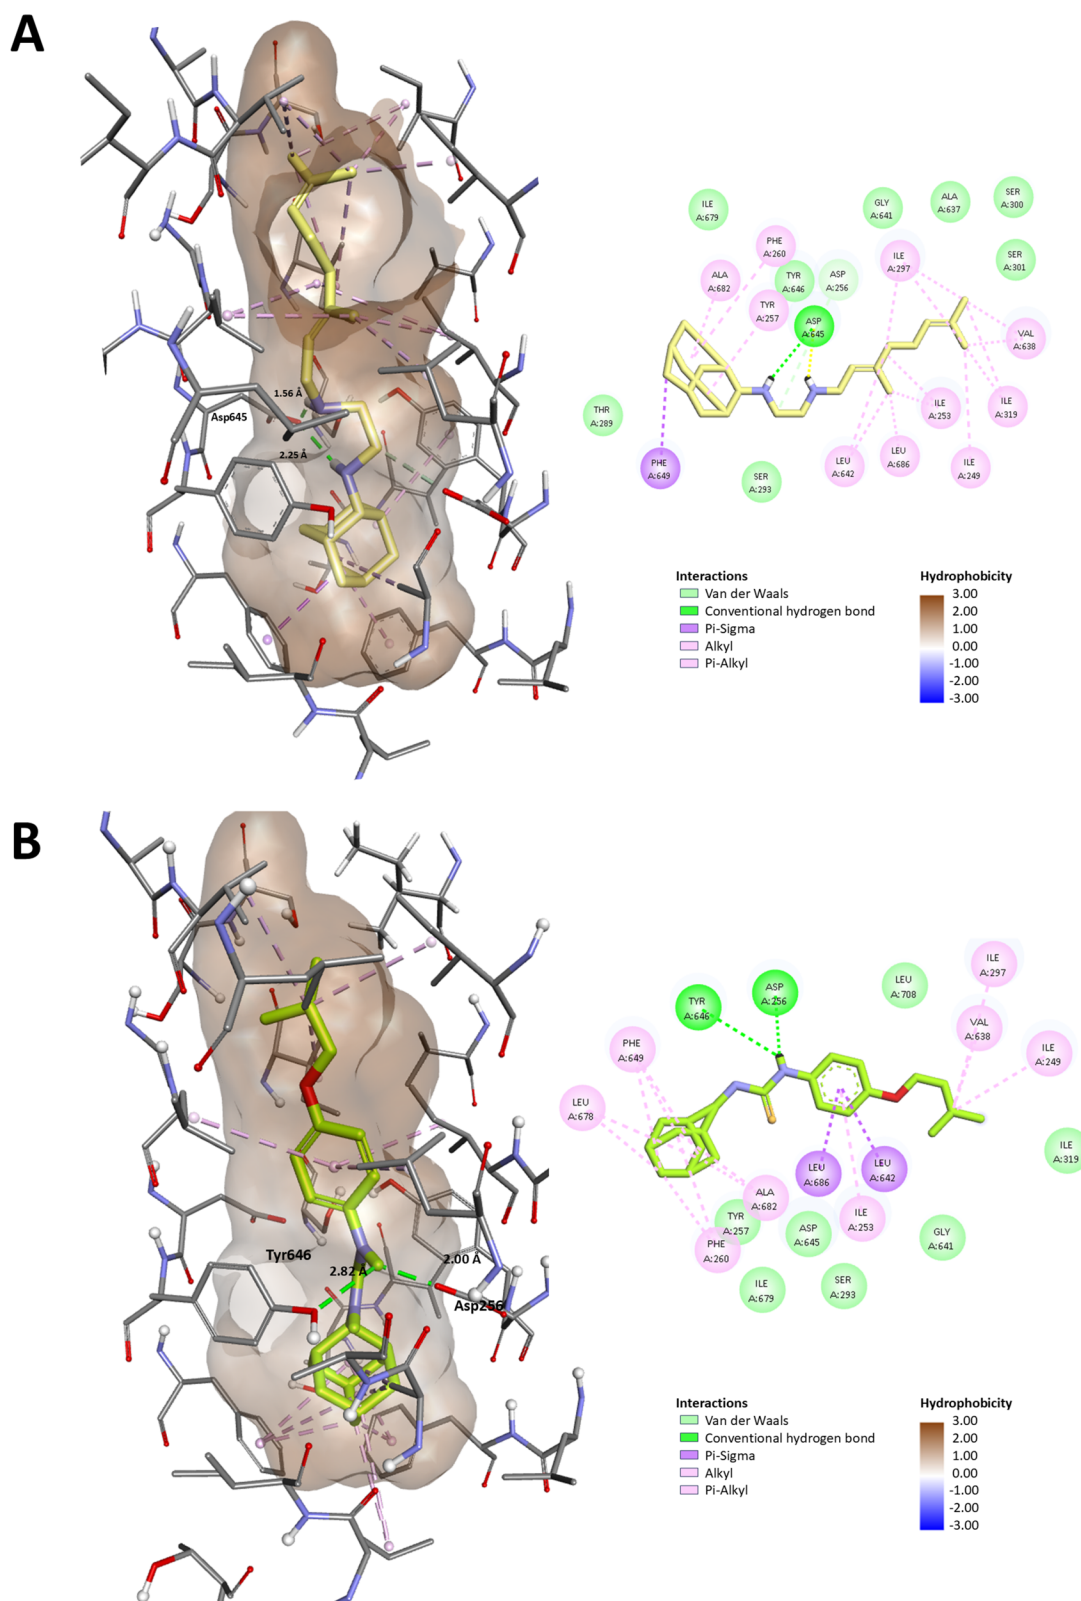 A
1.56 Å
Asp645
2.25 Å
ILE
A:679
GLY
A:641
ALA
A:637
SER
A:300
PHE
A:260
SER
A:301
ILE
A:297
ALA
A:682
TYR
A:646
ASP
A:256
TYR
A:257
ASP
A:645
VAL
A:638
THR
A:289
ILE
A:253
ILE
A:319
PHE
A:649
SER
A:293
LEU
A:642
LEU
A:686
ILE
A:249
Interactions
Van der Waals
Conventional hydrogen bond
Pi-Sigma
Alkyl
Pi-Alkyl
Hydrophobicity
3.00
2.00
1.00
0.00
-1.00
-2.00
-3.00
B
Tyr646
2.82 Å
2.00 Å
Asp256
TYR
A:646
ASP
A:256
LEU
A:708
ILE
A:297
VAL
A:638
ILE
A:249
PHE
A:649
LEU
A:678
LEU
A:686
LEU
A:642
ILE
A:319
ALA
A:682
TYR
A:257
ASP
A:645
ILE
A:253
GLY
A:641
PHE
A:260
ILE
A:679
SER
A:293
Interactions
Van der Waals
Conventional hydrogen bond
Pi-Sigma
Alkyl
Pi-Alkyl
Hydrophobicity
3.00
2.00
1.00
0.00
-1.00
-2.00
-3.00